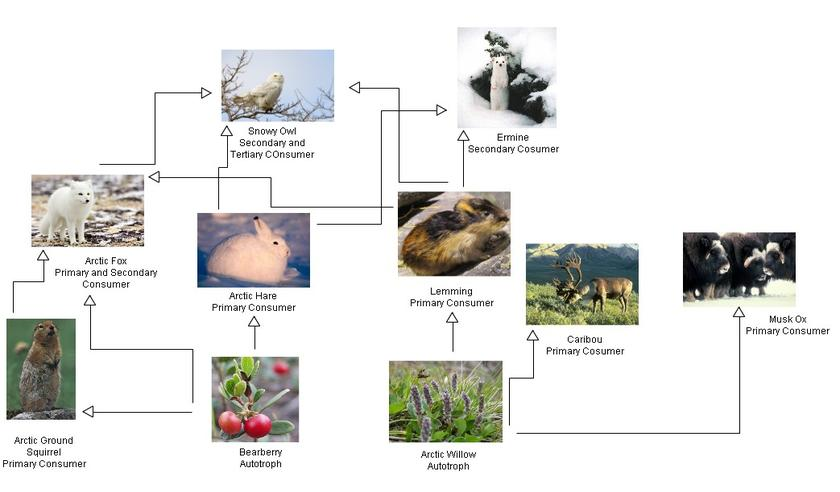 Snowy Owl
Secondary and
Tertiary COnsumer
Ermine
Secondary Cosumer
Arctic Fox
Primary and Secondary
Consumer
Arctic Hare
Primary Consumer
Lemming
Primary Consumer
Caribou
Primary Cosumer
Musk Ox
Primary Consumer
Arctic Ground
Squirrel
Primary Consumer
Bearberry
Autotroph
Arctic Willow
Autotroph